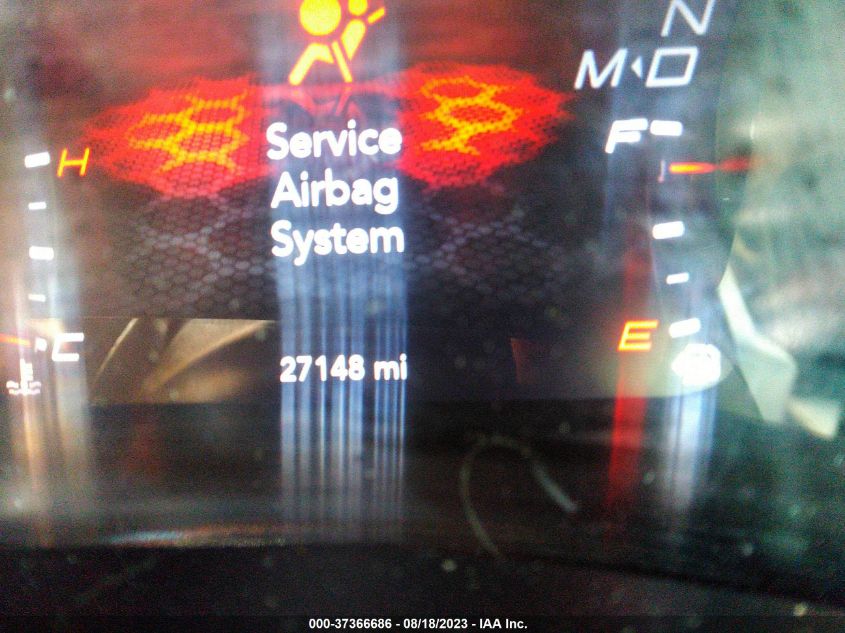 N
M D
H
F
Service
Airbag
System
C
E
27148 mi
000-37366686 - 08/18/2023 - IAA Inc.